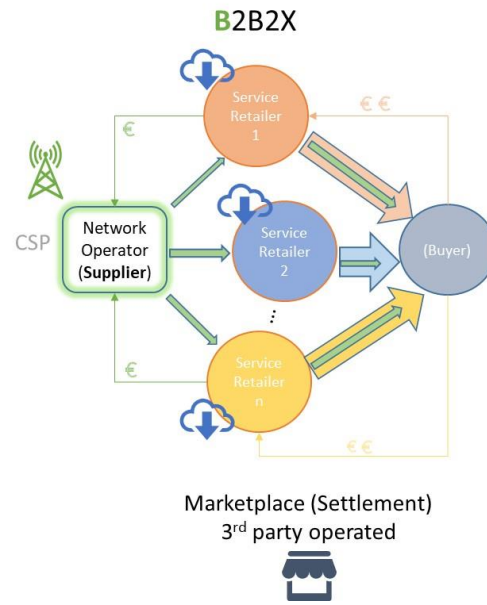 B2B2X
Service
Retailer
1
€ €
€
CSP
Network
Operator
(Supplier)
Service
Retailer
2
(Buyer)
...
Service
Retailer
n
€
€ €
Marketplace (Settlement)
3rd party operated